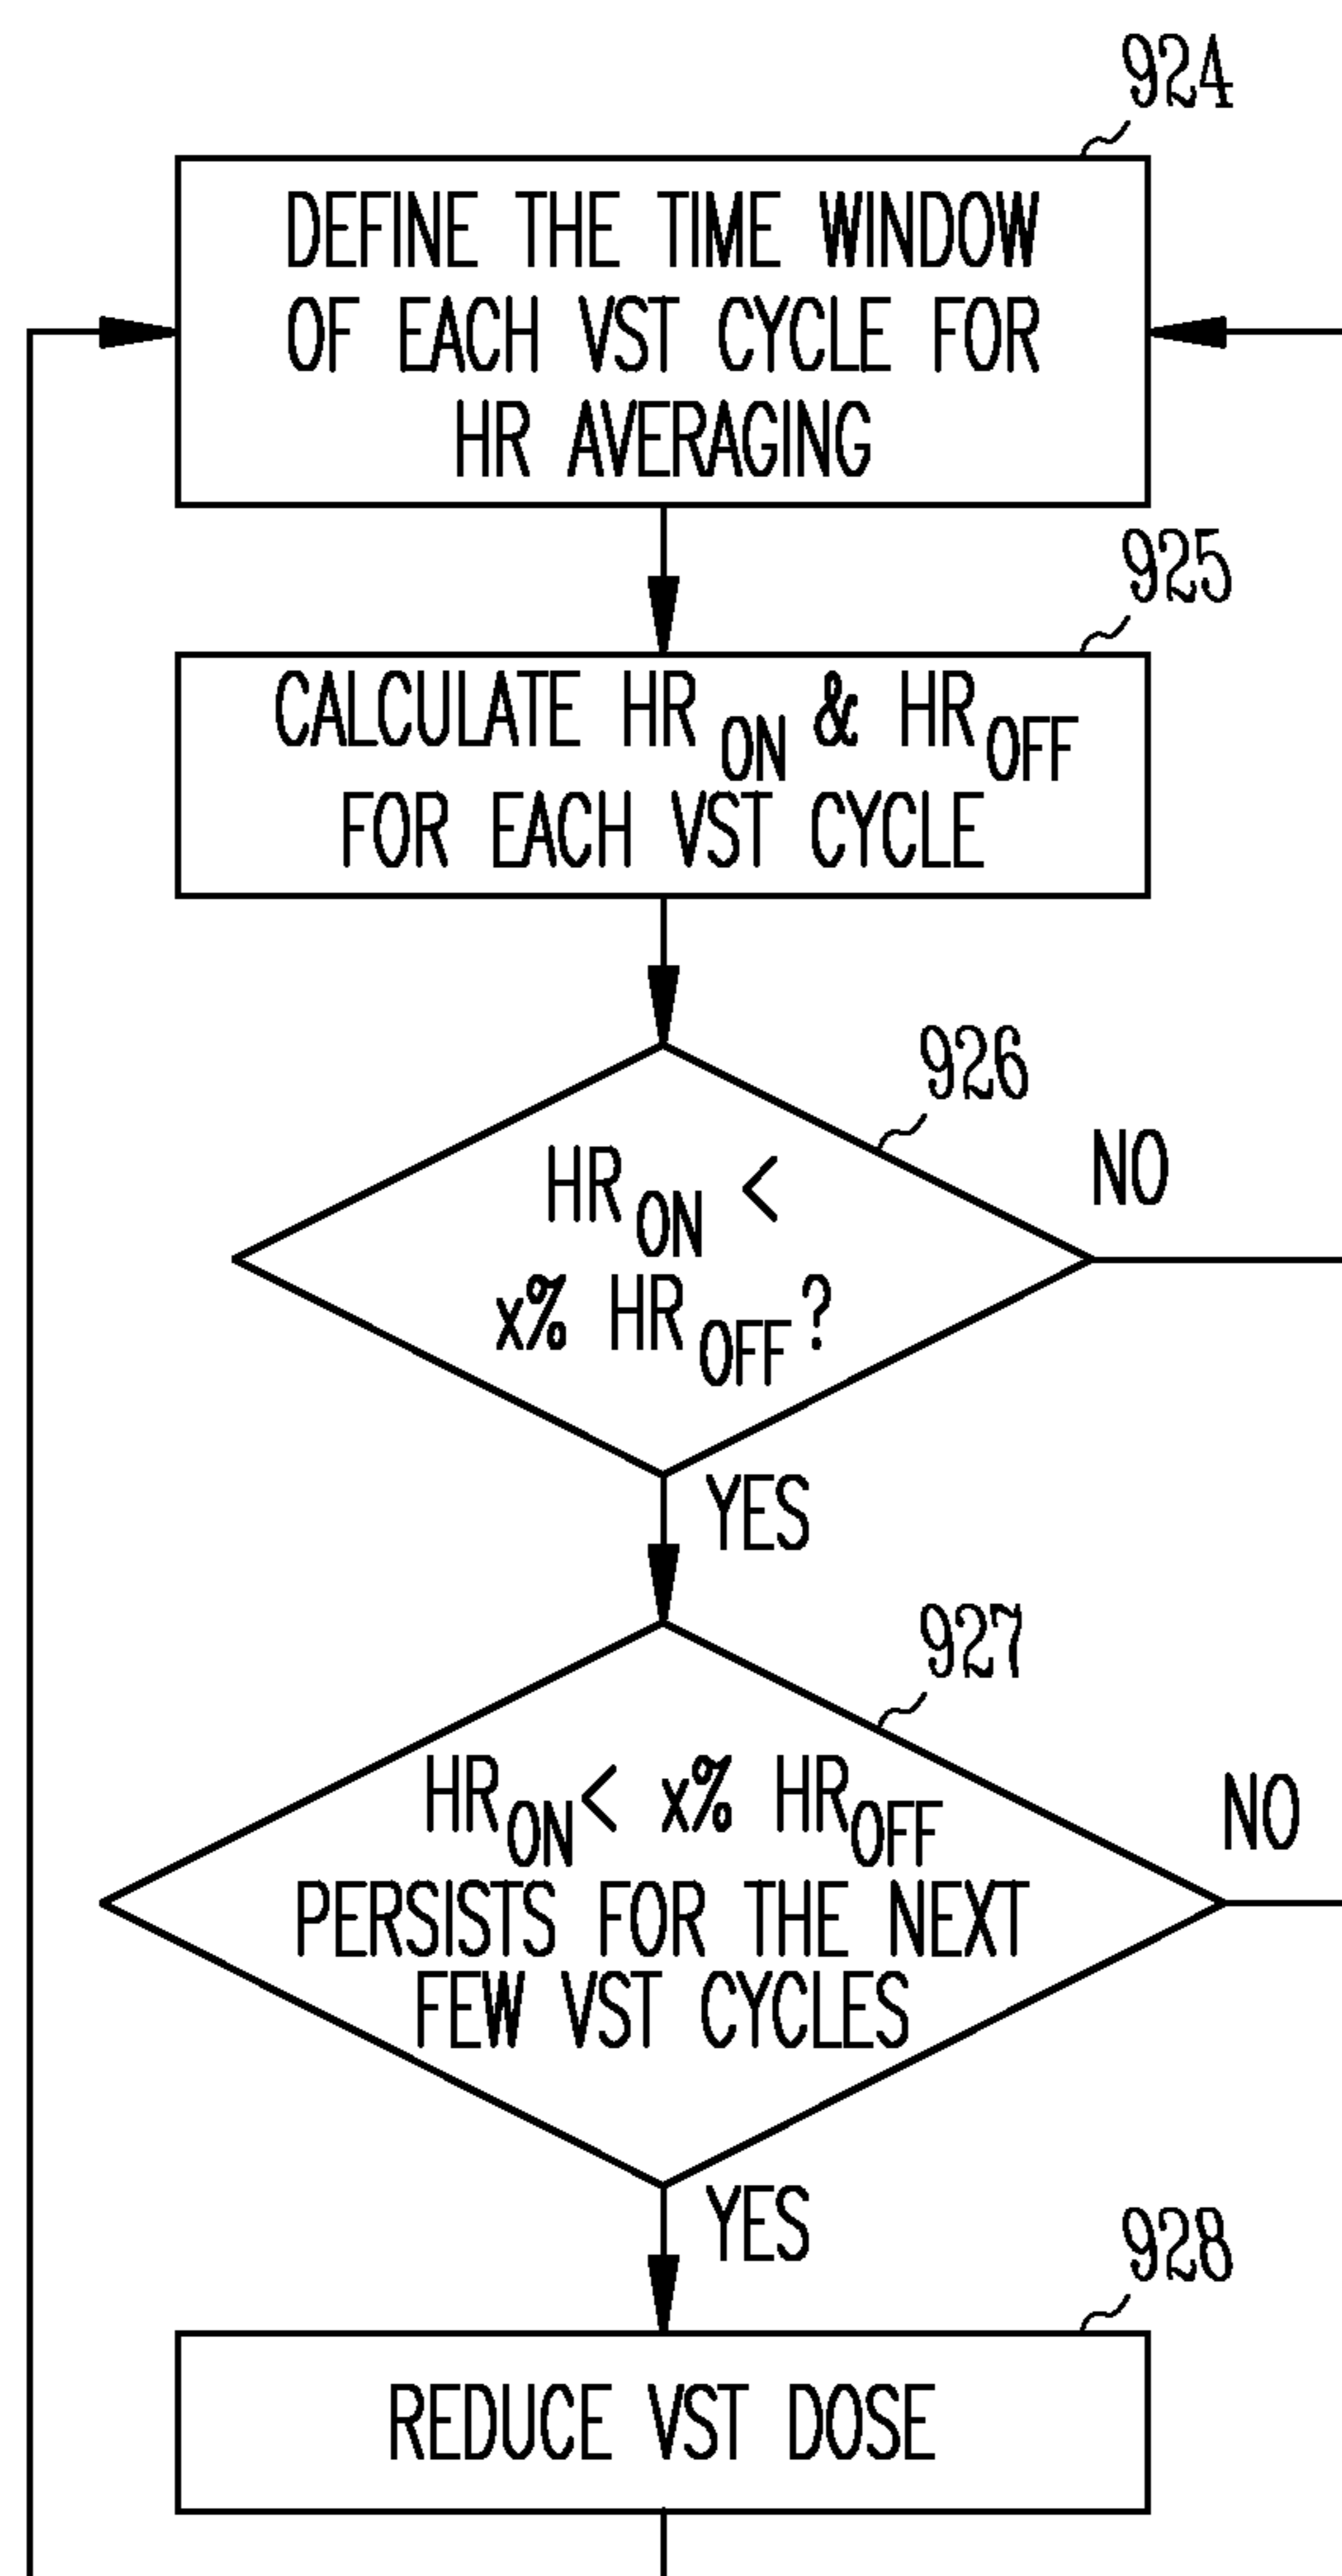 924
DEFINE THE TIME WINDOW
OF EACH VST CYCLE FOR
HR AVERAGING
925
CALCULATE HR ON & HR OFF
FOR EACH VST CYCLE
926
HR ON <
x% HR OFF ?
NO
YES
927
HR ON < x% HR OFF
PERSISTS FOR THE NEXT
FEW VST CYCLES
NO
YES
928
REDUCE VST DOSE